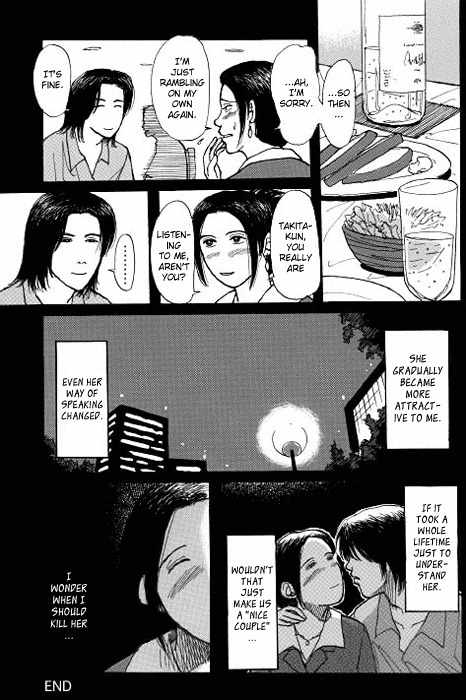 ...SO
THEN
...
...AH,
I'M
SORRY.
I'M
JUST
RAMBLING
ON MY
OWN
AGAIN.
IT'S
FINE.
TAKITA-
KUN,
YOU
REALLY
ARE
LISTEN-
ING
TO ME,
AREN'T
YOU?
......
SHE
GRADUALLY
BECAME
MORE
ATTRACT-
IVE TO ME.
EVEN HER
WAY OF
SPEAKING
CHANGED.
IF IT
TOOK A
WHOLE
LIFETIME
JUST TO
UNDER-
STAND
HER.
WOULDN'T
THAT
JUST
MAKE US
A "NICE
COUPLE"
...
I
WONDER
WHEN I
SHOULD
KILL HER
...
END